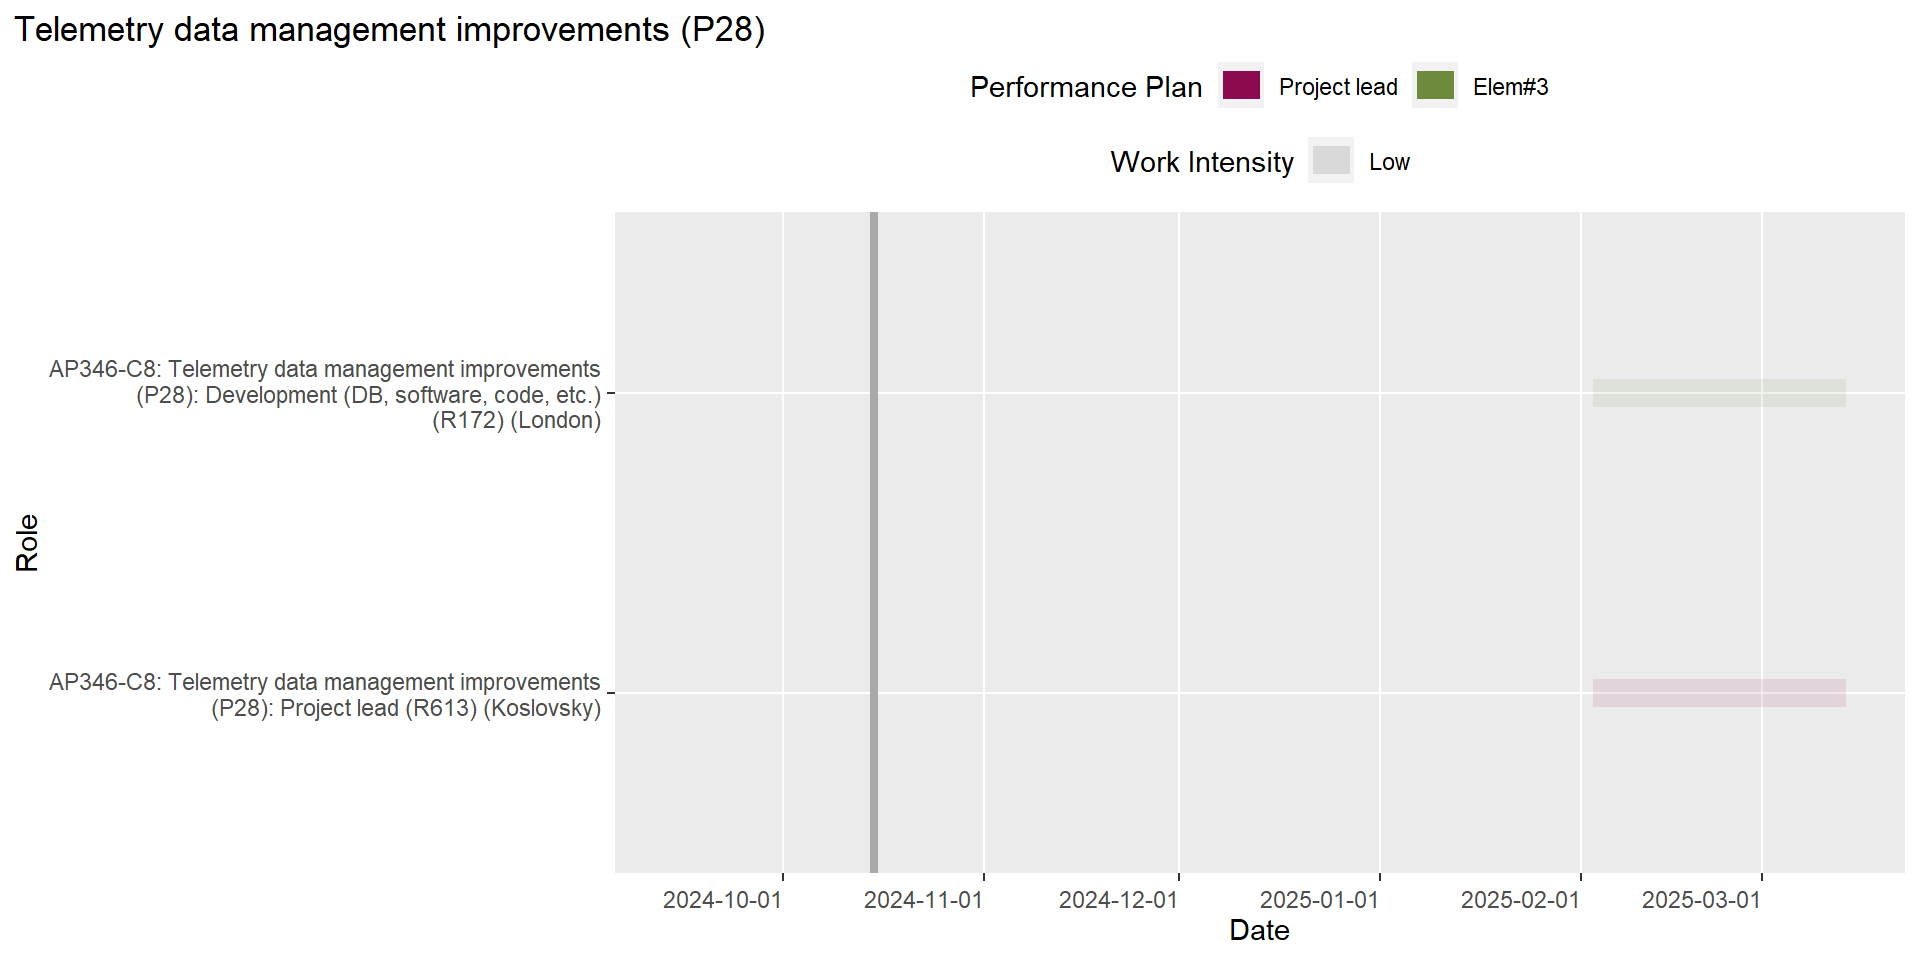 Telemetry data management improvements (P28)
Performance Plan Project lead Elem#3
Work Intensity Low
AP346-C8: Telemetry data management improvements
(P28): Development (DB, software, code, etc.)
(R172) (London)
Role
AP346-C8: Telemetry data management improvements
(P28): Project lead (R613) (Koslovsky)
2024-10-01 2024-11-01 2024-12-01 2025-01-01 2025-02-01 2025-03-01
Date